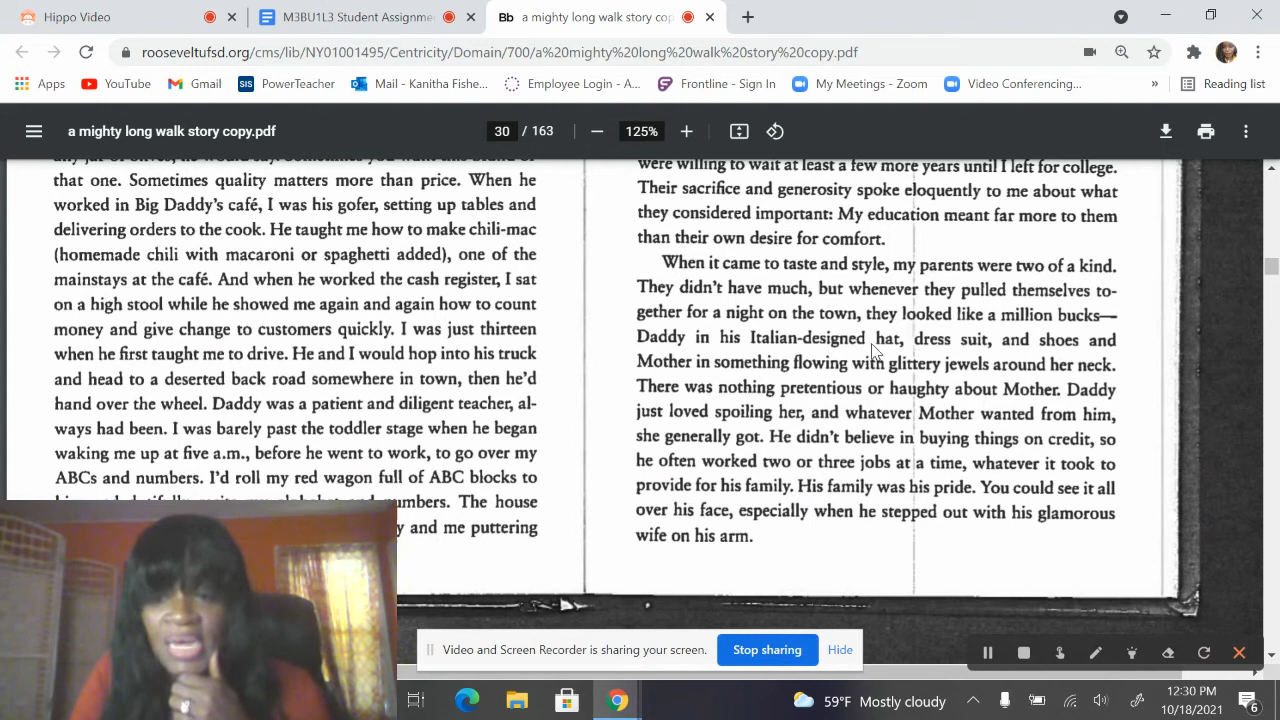 Hippo Video
M3BU1L3 Student Assignme
Bb a mighty long walk story cop
rooseveltufsd.org/cms/lib/NY01001495/Centricity/Domain/700/a%20mighty%20long%20walk%20story%20copy.pdf
Apps
YouTube
Gmail
SIS PowerTeacher
Mail - Kanitha Fishe...
Employee Login - A...
Frontline - Sign In
My Meetings - Zoom
Video Conferencing...
»
Reading list
a mighty long walk story copy.pdf
30 / 163
125%
that one. Sometimes quality matters more than price. When he
worked in Big Daddy's café, I was his gofer, setting up tables and
delivering orders to the cook. He taught me how to make chili-mac
(homemade chili with macaroni or spaghetti added), one of the
mainstays at the café. And when he worked the cash register, I sat
on a high stool while he showed me again and again how to count
money and give change to customers quickly. I was just thirteen
when he first taught me to drive. He and I would hop into his truck
and head to a deserted back road somewhere in town, then he'd
hand over the wheel. Daddy was a patient and diligent teacher, al-
ways had been. I was barely past the toddler stage when he began
waking me up at five a.m., before he went to work, to go over my
ABCs and numbers. I'd roll my red wagon full of ABC blocks to
numbers. The house
y and me puttering
were willing to wait at least a few more years until I left for college.
Their sacrifice and generosity spoke eloquently to me about what
they considered important: My education meant far more to them
than their own desire for comfort.
When it came to taste and style, my parents were two of a kind.
They didn't have much, but whenever they pulled themselves to-
gether for a night on the town, they looked like a million bucks—
Daddy in his Italian-designed hat, dress suit, and shoes and
Mother in something flowing with glittery jewels around her neck.
There was nothing pretentious or haughty about Mother. Daddy
just loved spoiling her, and whatever Mother wanted from him,
she generally got. He didn't believe in buying things on credit, so
he often worked two or three jobs at a time, whatever it took to
provide for his family. His family was his pride. You could see it all
over his face, especially when he stepped out with his glamorous
wife on his arm.
Video and Screen Recorder is sharing your screen.
Stop sharing
Hide
59°F Mostly cloudy
12:30 PM
10/18/2021
6